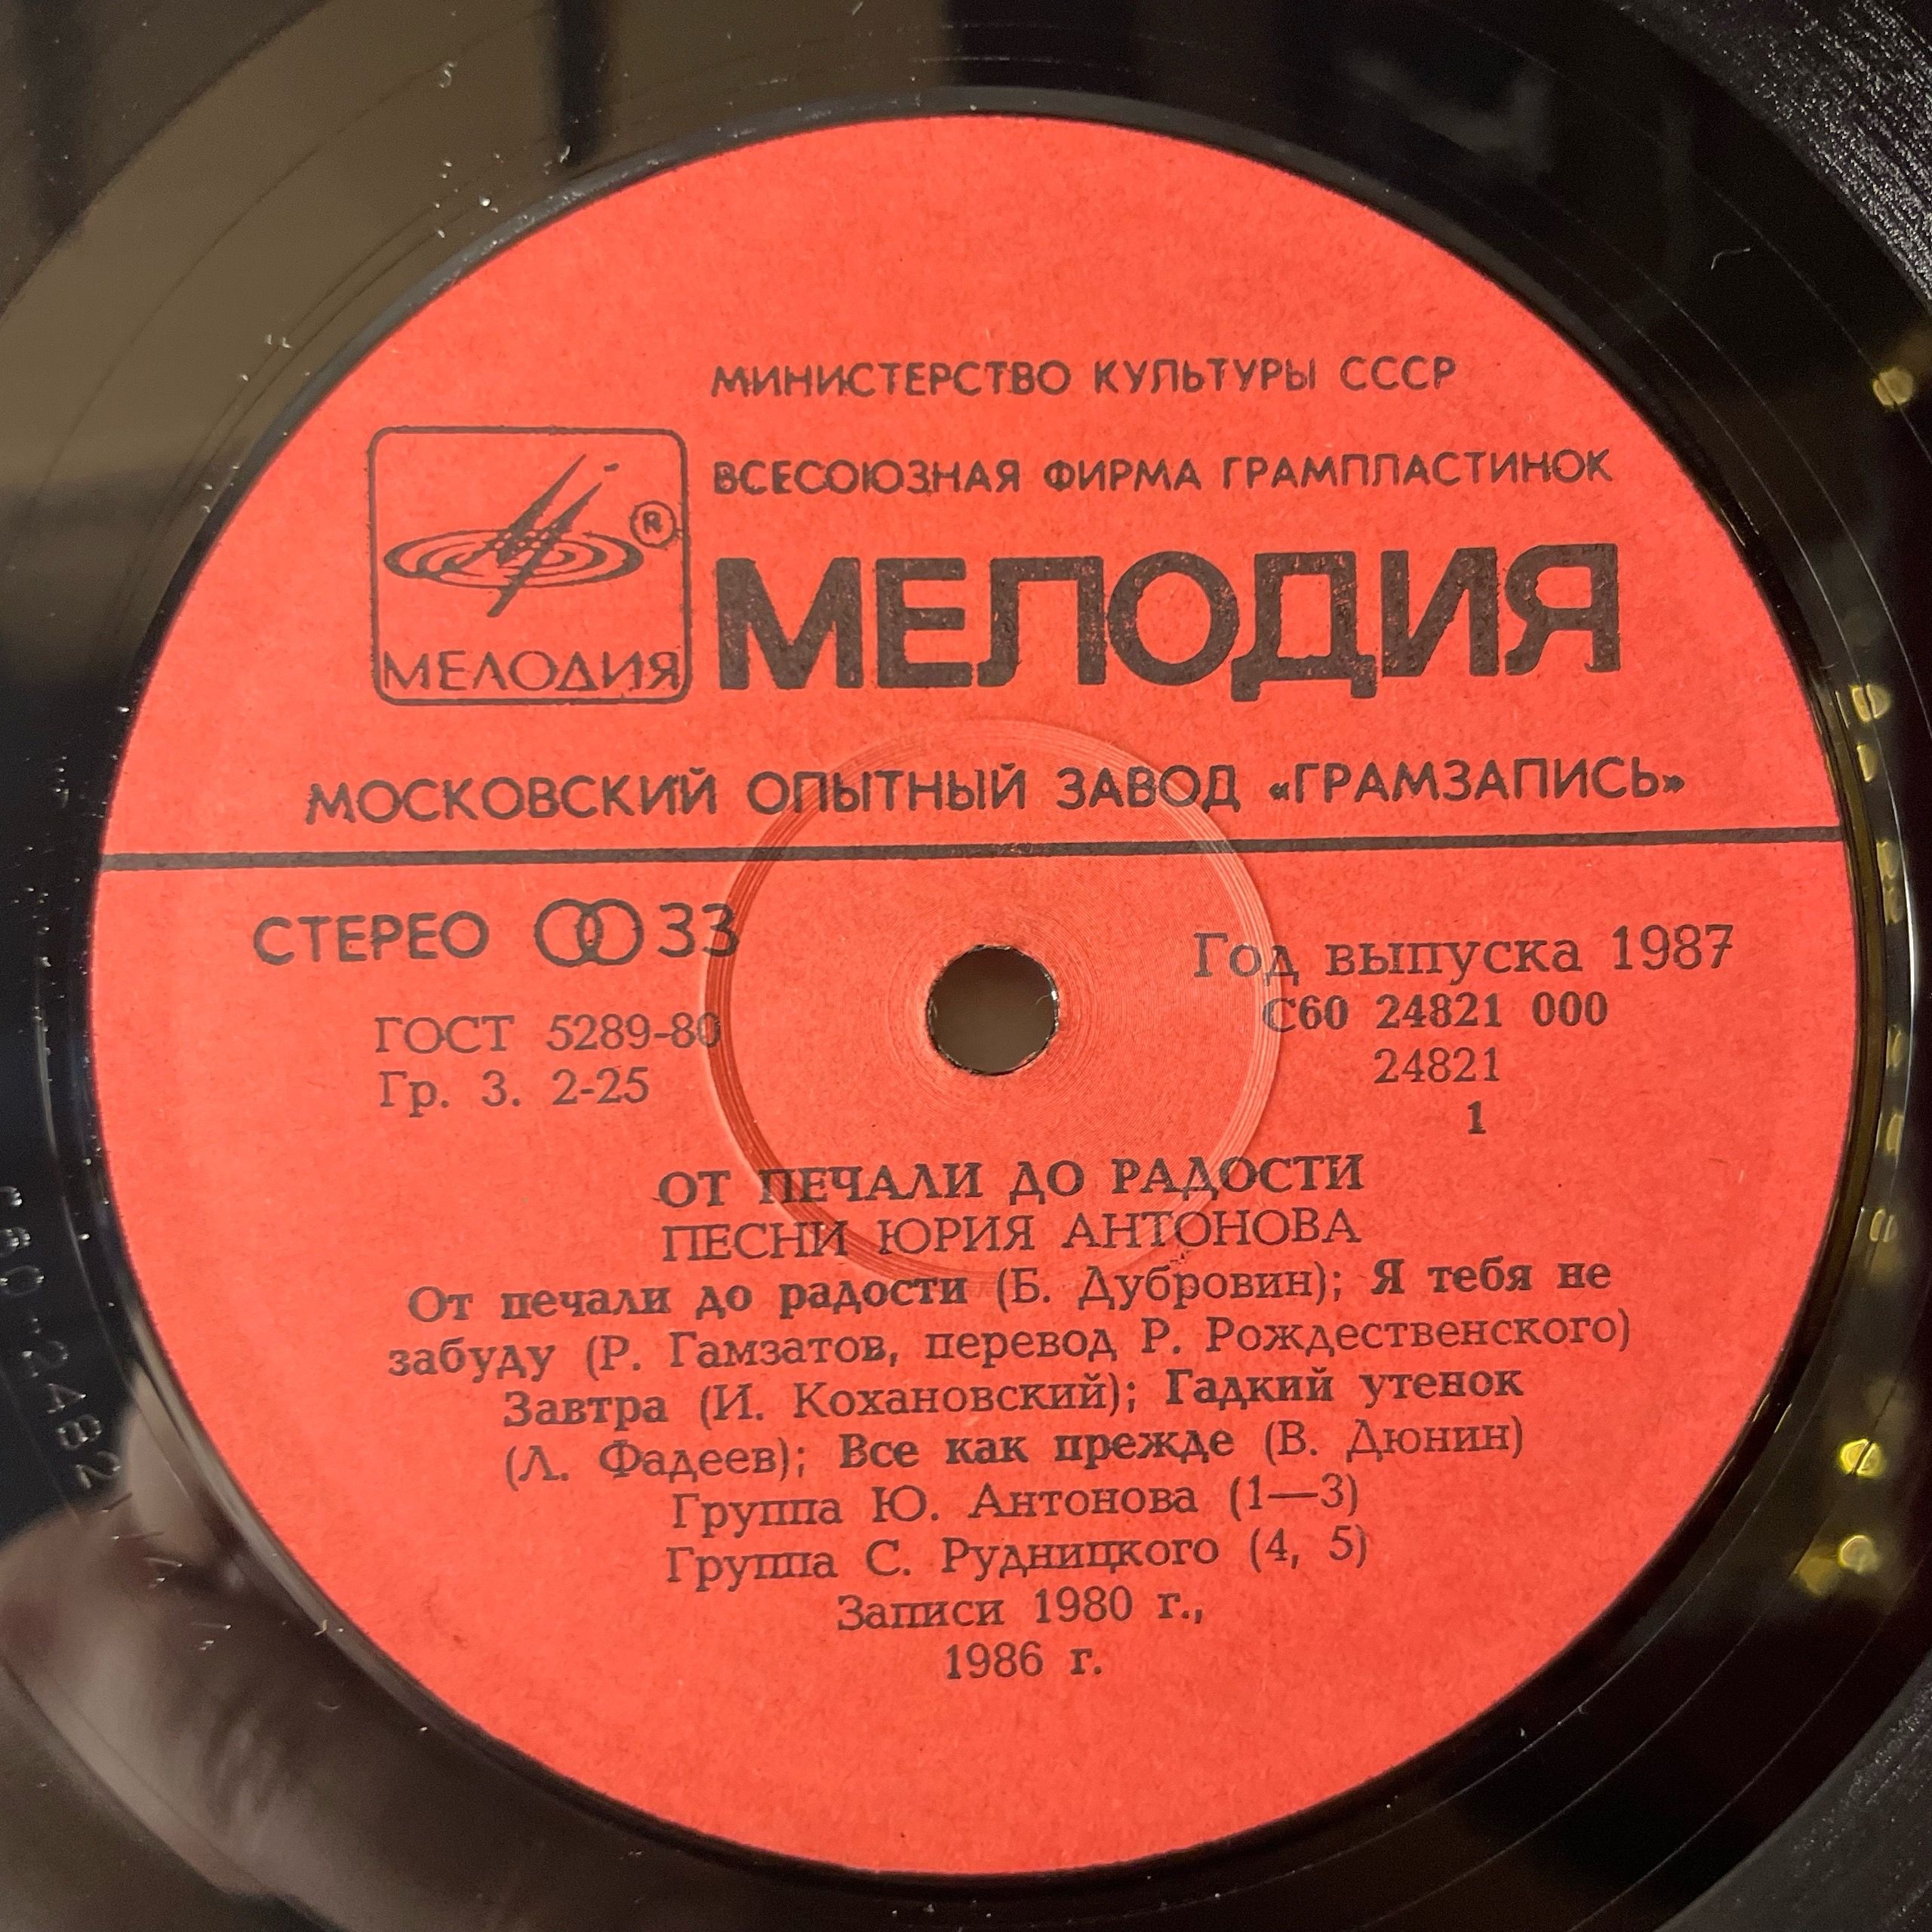 МИНИСТЕРСТВО КУЛЬТУРЫ СССР
ВСЕСОЮЗНАЯ ФИРМА ГРАМПЛАСТИНОК
®
МЕЛОДИЯ
МЕЛОДИЯ
МОСКОВСКИЙ ОПЫТНЫЙ ЗАВОД «ГРАМЗАПИСЬ»
СТЕРЕО 33
ГОСТ 5289-80
Гр. 3. 2-25
Год выпуска 1987
С60 24821 000
24821
1
ОТ ПЕЧАЛИ ДО РАДОСТИ
ПЕСНИ ЮРИЯ АНТОНОВА
От печали до радости (Б. Дубровин); Я тебя не
забуду (Р. Гамзатов, перевод Р. Рождественского)
Завтра (И. Кохановский); Гадкий утенок
(Л. Фадеев); Все как прежде (В. Дюнин)
Группа Ю. Антонова (1—3)
Группа С. Рудницкого (4, 5)
Записи 1980 г.,
1986 г.